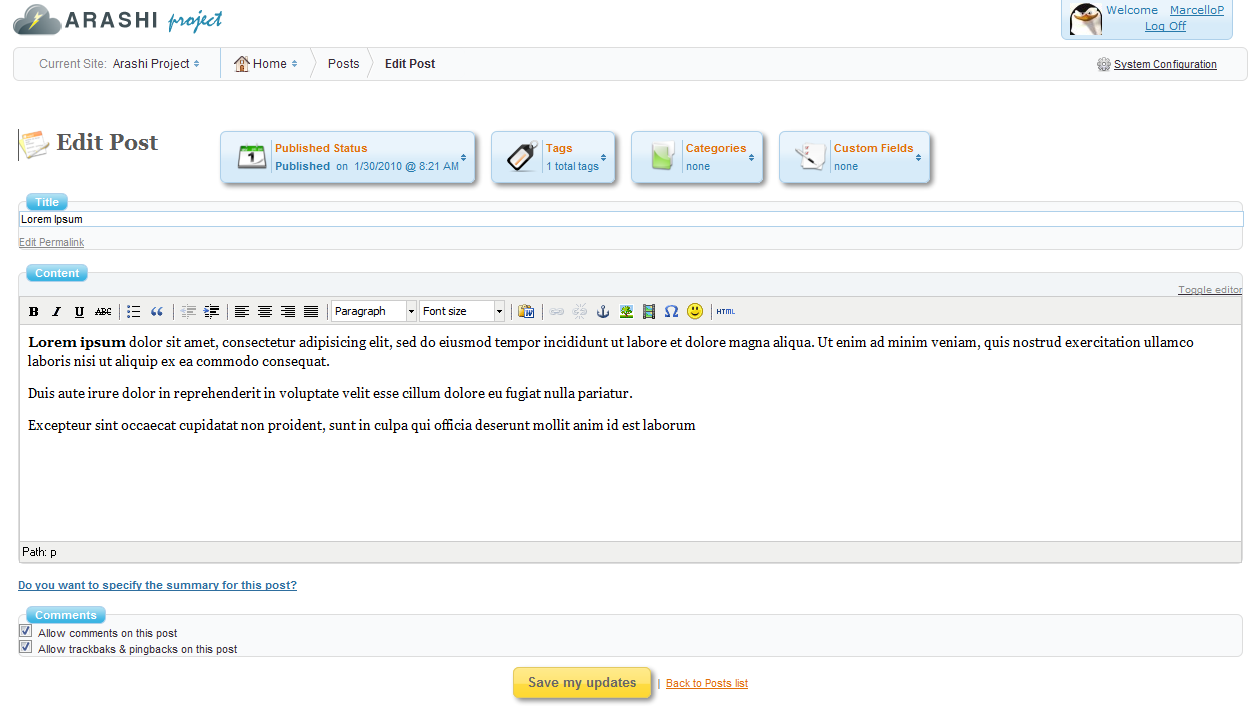 ARASHI project
Welcome MarcelloP
Log Off
Current Site: Arashi Project Home Posts Edit Post
System Configuration
Edit Post
Published Status
Published on 1/30/2010 @ 8:21 AM
Tags
1 total tags
Categories
none
Custom Fields
none
Title
Lorem Ipsum
Edit Permalink
Content
Toggle editor
B I U ABC Paragraph Font size HTML
Lorem ipsum dolor sit amet, consectetur adipisicing elit, sed do eiusmod tempor incididunt ut labore et dolore magna aliqua. Ut enim ad minim veniam, quis nostrud exercitation ullamco
laboris nisi ut aliquip ex ea commodo consequat.
Duis aute irure dolor in reprehenderit in voluptate velit esse cillum dolore eu fugiat nulla pariatur.
Excepteur sint occaecat cupidatat non proident, sunt in culpa qui officia deserunt mollit anim id est laborum
Path: p
Do you want to specify the summary for this post?
Comments
Allow comments on this post
Allow trackbaks & pingbacks on this post
Save my updates | Back to Posts list